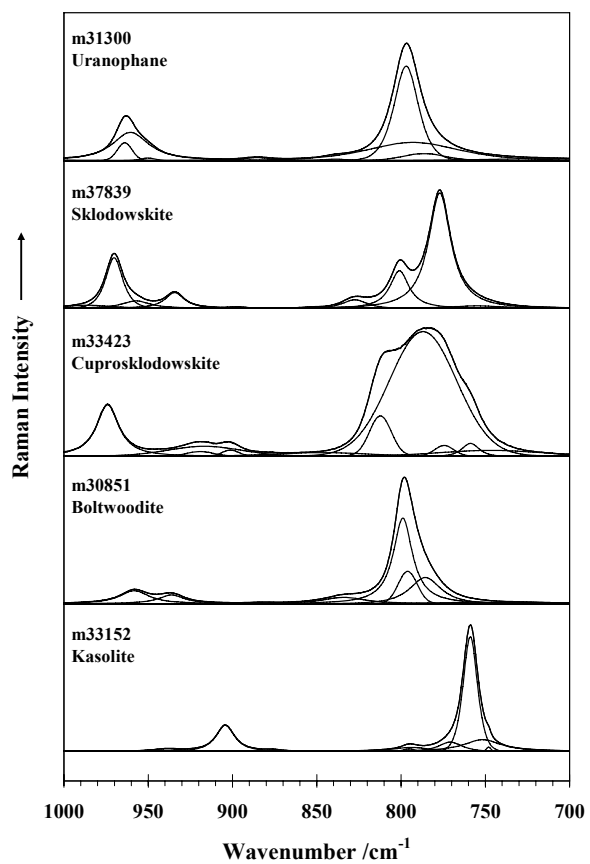 m31300
Uranophane
m37839
Sklodowskite
m33423
Cuprosklodowskite
m30851
Boltwoodite
m33152
Kasolite
Raman Intensity
1000 950 900 850 800 750 700
Wavenumber /cm⁻¹